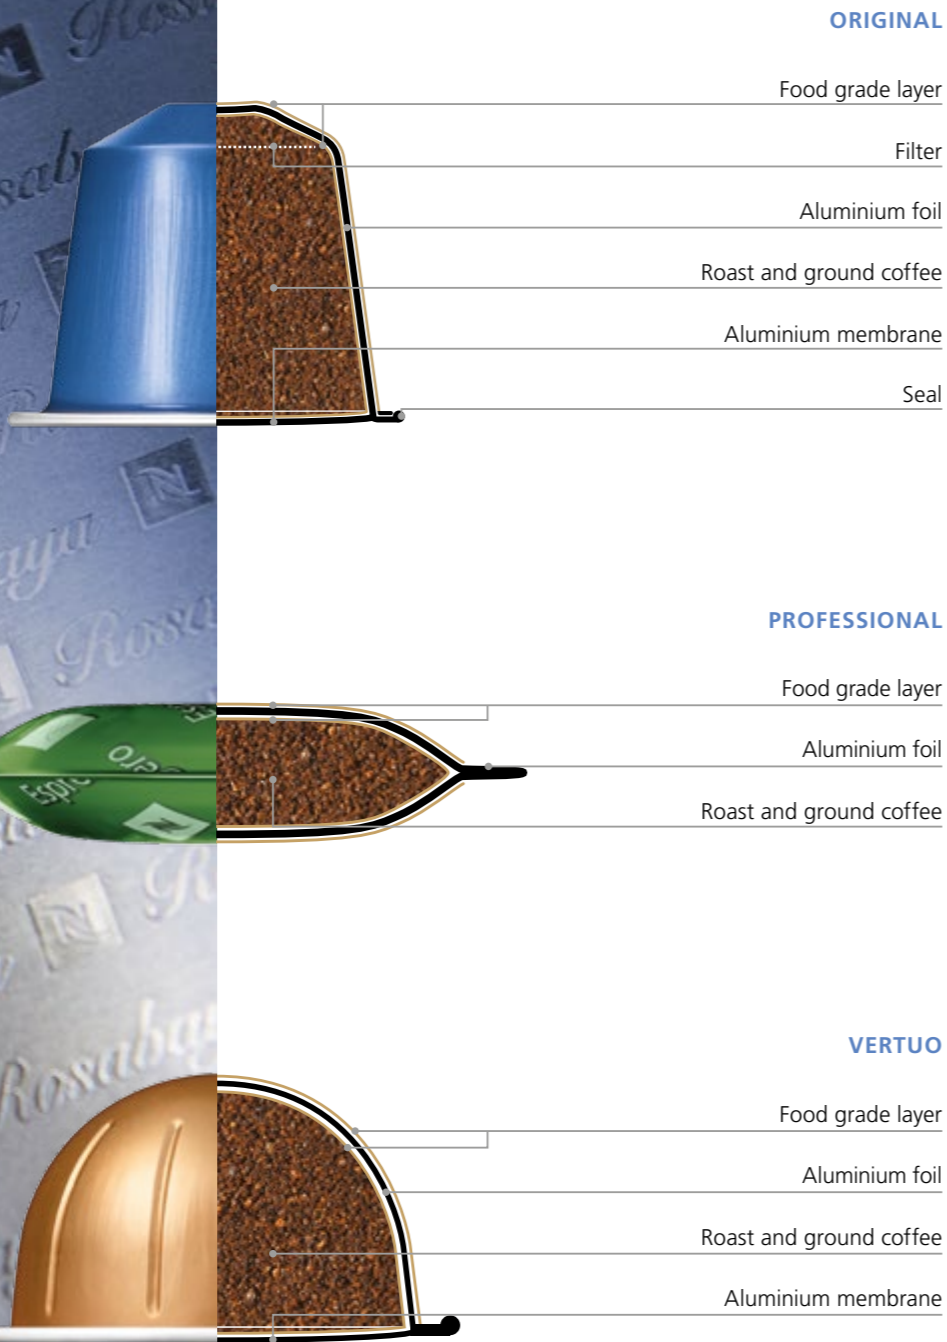 ORIGINAL
Food grade layer
Filter
Aluminium foil
Roast and ground coffee
Aluminium membrane
Seal
PROFESSIONAL
Food grade layer
Aluminium foil
Roast and ground coffee
VERTUO
Food grade layer
Aluminium foil
Roast and ground coffee
Aluminium membrane